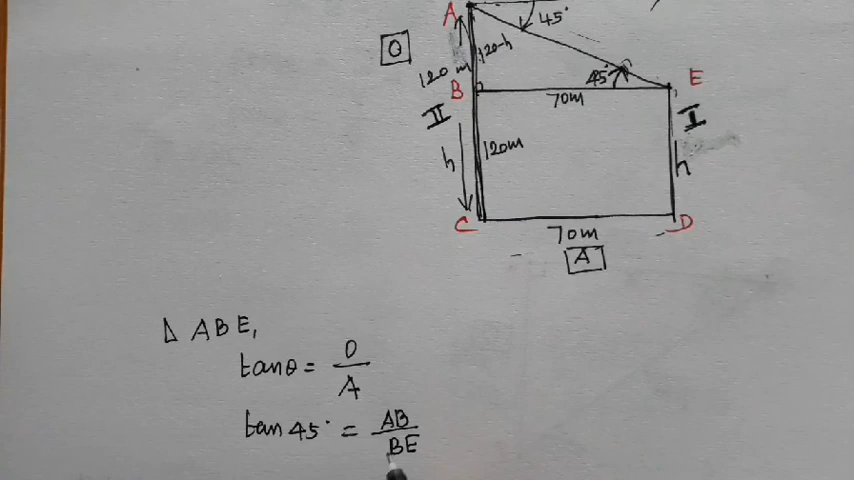 A
45°
O
120-h
120 m
45°
E
B
70m
II
I
h
120m
h
C
D
70m
A
Δ ABE,
tanθ = O/A
tan 45° = AB/BE